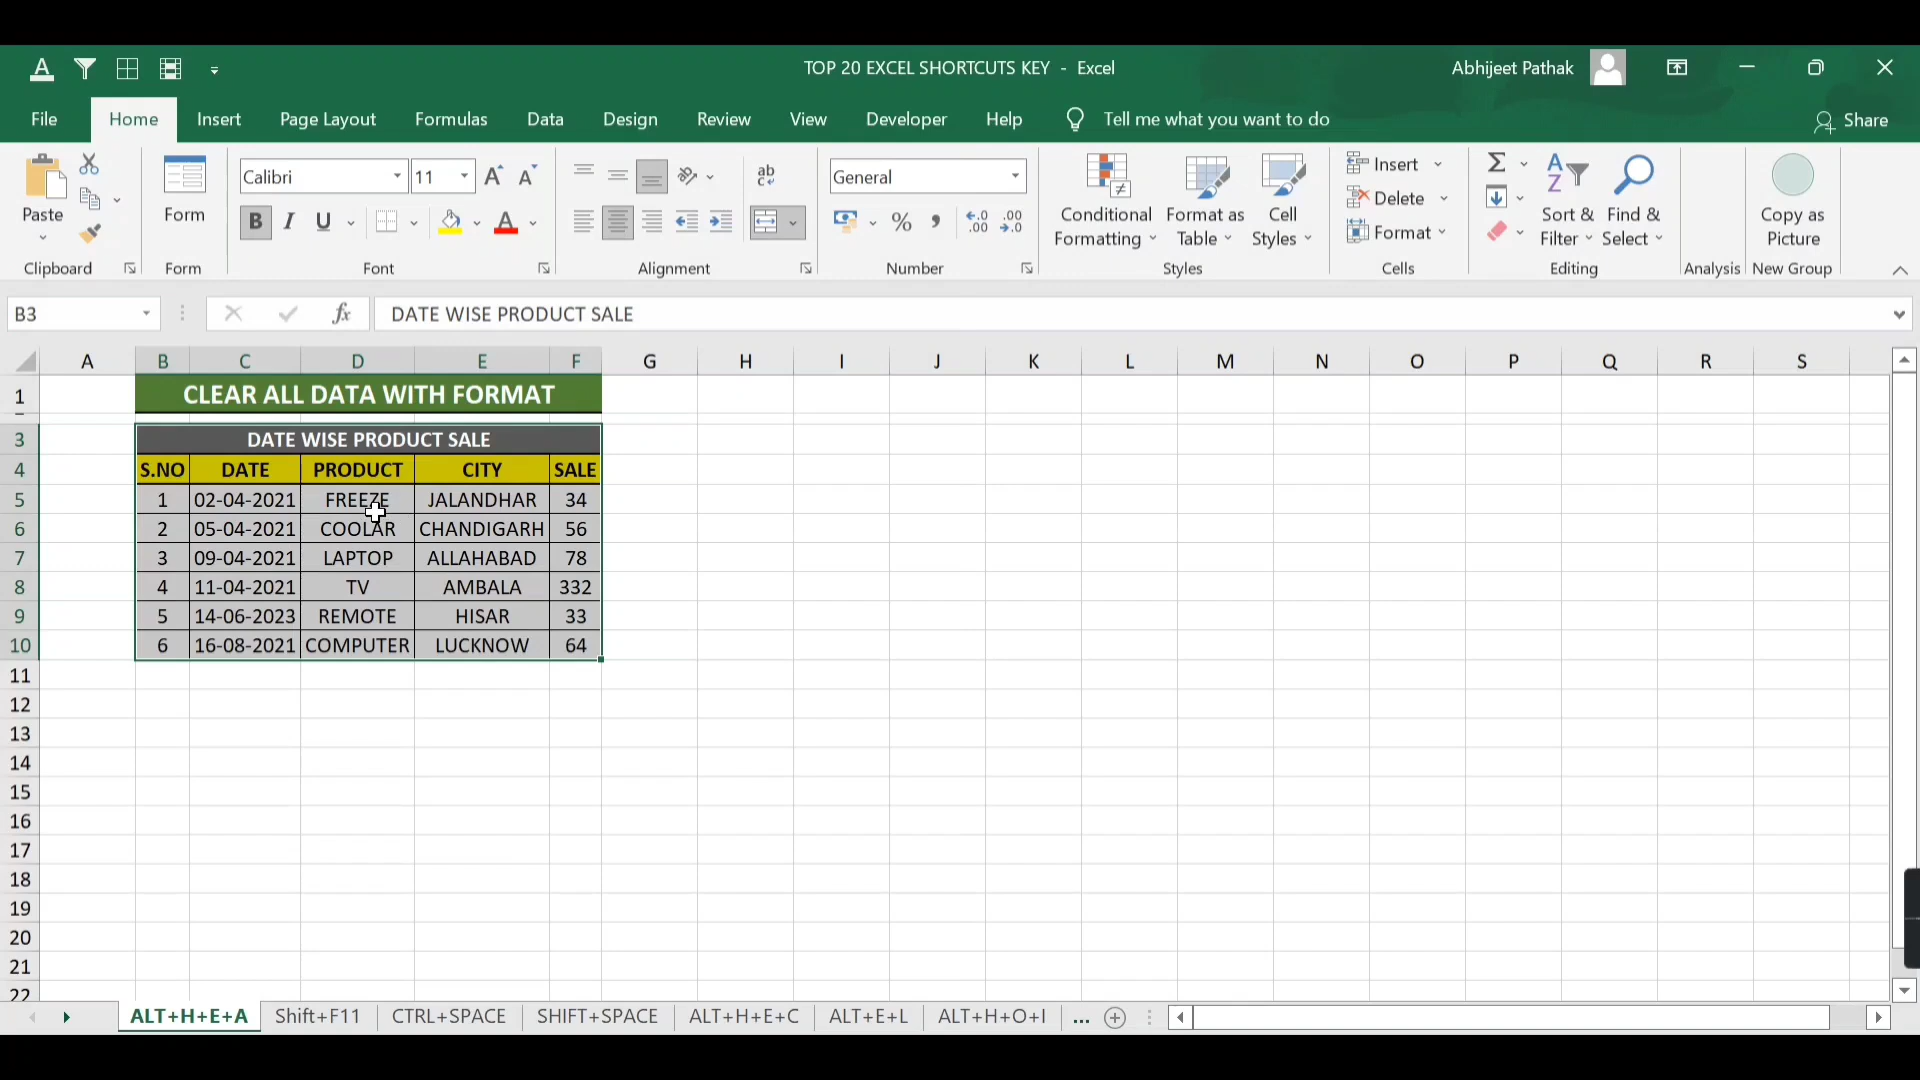 TOP 20 EXCEL SHORTCUTS KEY - Excel
Abhijeet Pathak
File Home Insert Page Layout Formulas Data Design Review View Developer Help Tell me what you want to do Share
Paste
Clipboard
Form
Form
Calibri 11
B I U
Font
ab
Alignment
General
% .00 .00
Number
Conditional Formatting
Format as Table
Cell Styles
Styles
Insert
Delete
Format
Cells
Sort & Filter
Find & Select
Editing
Analysis
Copy as Picture
New Group
B3 fx DATE WISE PRODUCT SALE
A B C D E F G H I J K L M N O P Q R S
1 CLEAR ALL DATA WITH FORMAT
3 DATE WISE PRODUCT SALE
4 S.NO DATE PRODUCT CITY SALE
5 1 02-04-2021 FREEZE JALANDHAR 34
6 2 05-04-2021 COOLAR CHANDIGARH 56
7 3 09-04-2021 LAPTOP ALLAHABAD 78
8 4 11-04-2021 TV AMBALA 332
9 5 14-06-2023 REMOTE HISAR 33
10 6 16-08-2021 COMPUTER LUCKNOW 64
11
12
13
14
15
16
17
18
19
20
21
22
ALT+H+E+A Shift+F11 CTRL+SPACE SHIFT+SPACE ALT+H+E+C ALT+E+L ALT+H+O+I ...